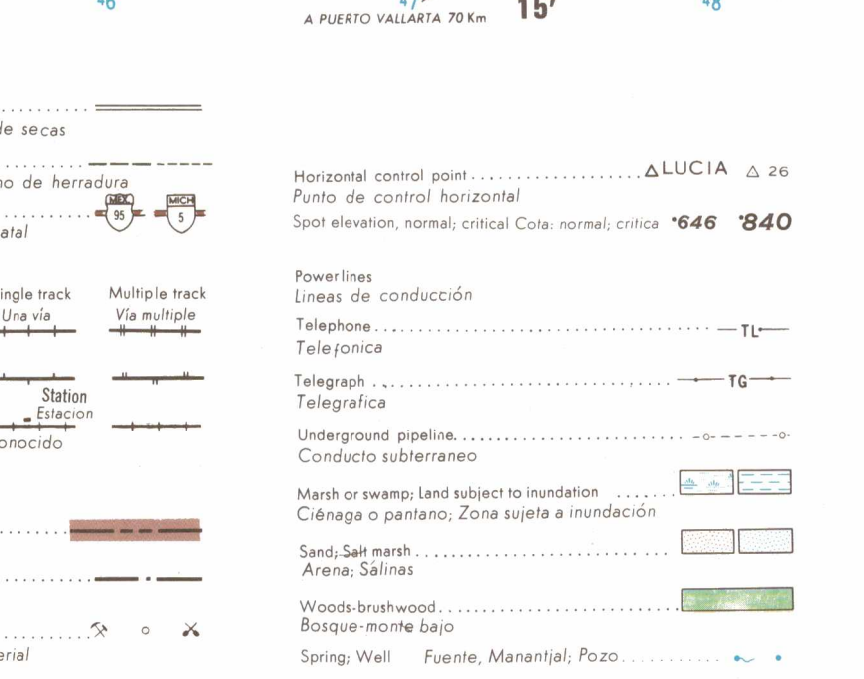 46 47 48
A PUERTO VALLARTA 70 Km 15'
de secas
no de herradura
MEX 95 MICH 5
atal
ingle track Multiple track
Una vía Vía multiple
Station
Estacion
onocido
erial
Horizontal control point LUCIA 26
Punto de control horizontal
Spot elevation, normal; critical Cota: normal; critica 646 840
Power lines
Lineas de conducción
Telephone TL
Telefonica
Telegraph TG
Telegrafica
Underground pipeline
Conducto subterraneo
Marsh or swamp; Land subject to inundation
Ciénaga o pantano; Zona sujeta a inundación
Sand; Salt marsh
Arena; Sálinas
Woods-brushwood
Bosque-monte bajo
Spring; Well Fuente, Manantjal; Pozo